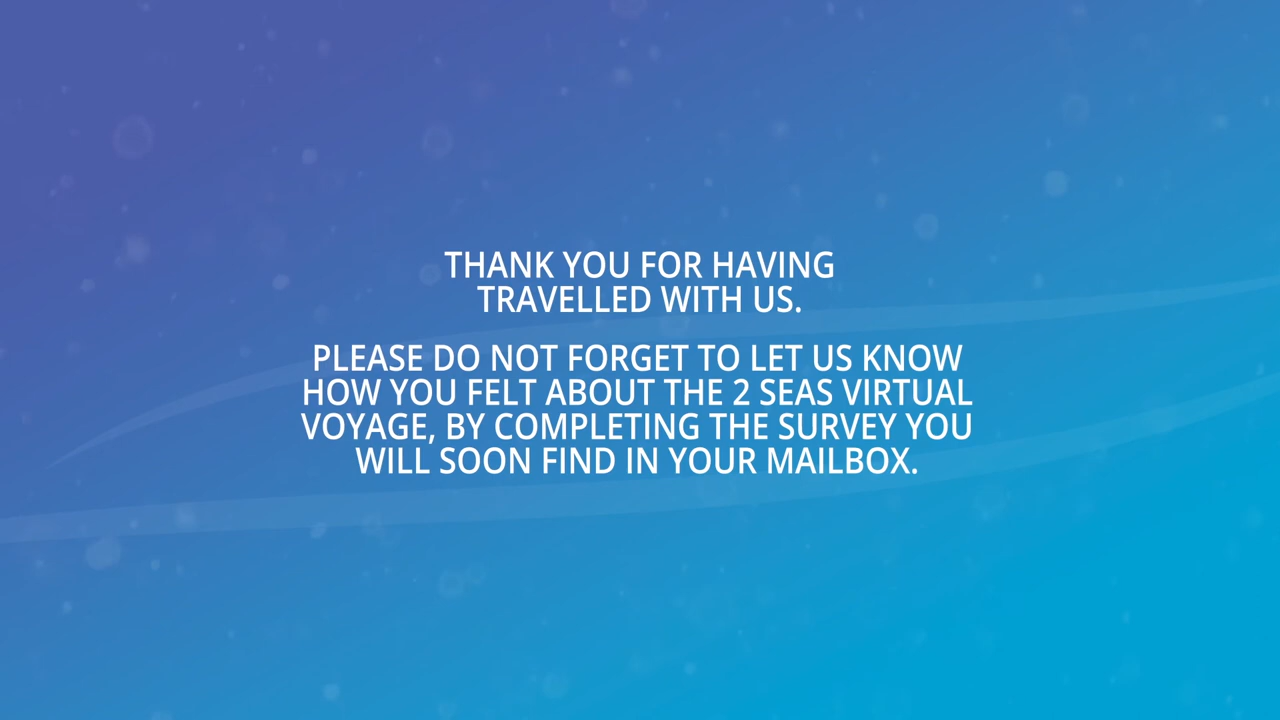 THANK YOU FOR HAVING
TRAVELLED WITH US.
PLEASE DO NOT FORGET TO LET US KNOW
HOW YOU FELT ABOUT THE 2 SEAS VIRTUAL
VOYAGE, BY COMPLETING THE SURVEY YOU
WILL SOON FIND IN YOUR MAILBOX.